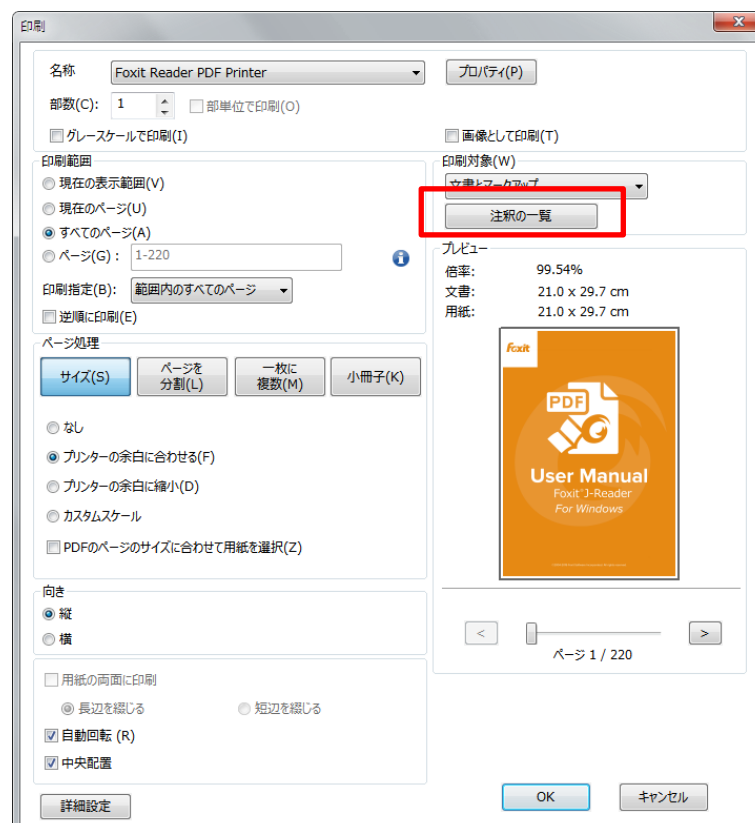 印刷
名称 Foxit Reader PDF Printer プロパティ(P)
部数(C): 1 部単位で印刷(O)
グレースケールで印刷(I) 画像として印刷(T)
印刷範囲
現在の表示範囲(V)
現在のページ(U)
すべてのページ(A)
ページ(G) : 1-220
印刷指定(B): 範囲内のすべてのページ
逆順に印刷(E)
印刷対象(W)
文書とマークアップ
注釈の一覧
プレビュー
倍率: 99.54%
文書: 21.0 x 29.7 cm
用紙: 21.0 x 29.7 cm
Foxit
PDF
User Manual
Foxit J-Reader
For Windows
< >
ページ 1 / 220
ページ処理
サイズ(S) ページを分割(L) 一枚に複数(M) 小冊子(K)
なし
プリンターの余白に合わせる(F)
プリンターの余白に縮小(D)
カスタムスケール
PDFのページのサイズに合わせて用紙を選択(Z)
向き
縦
横
用紙の両面に印刷
長辺を綴じる 短辺を綴じる
自動回転 (R)
中央配置
詳細設定 OK キャンセル